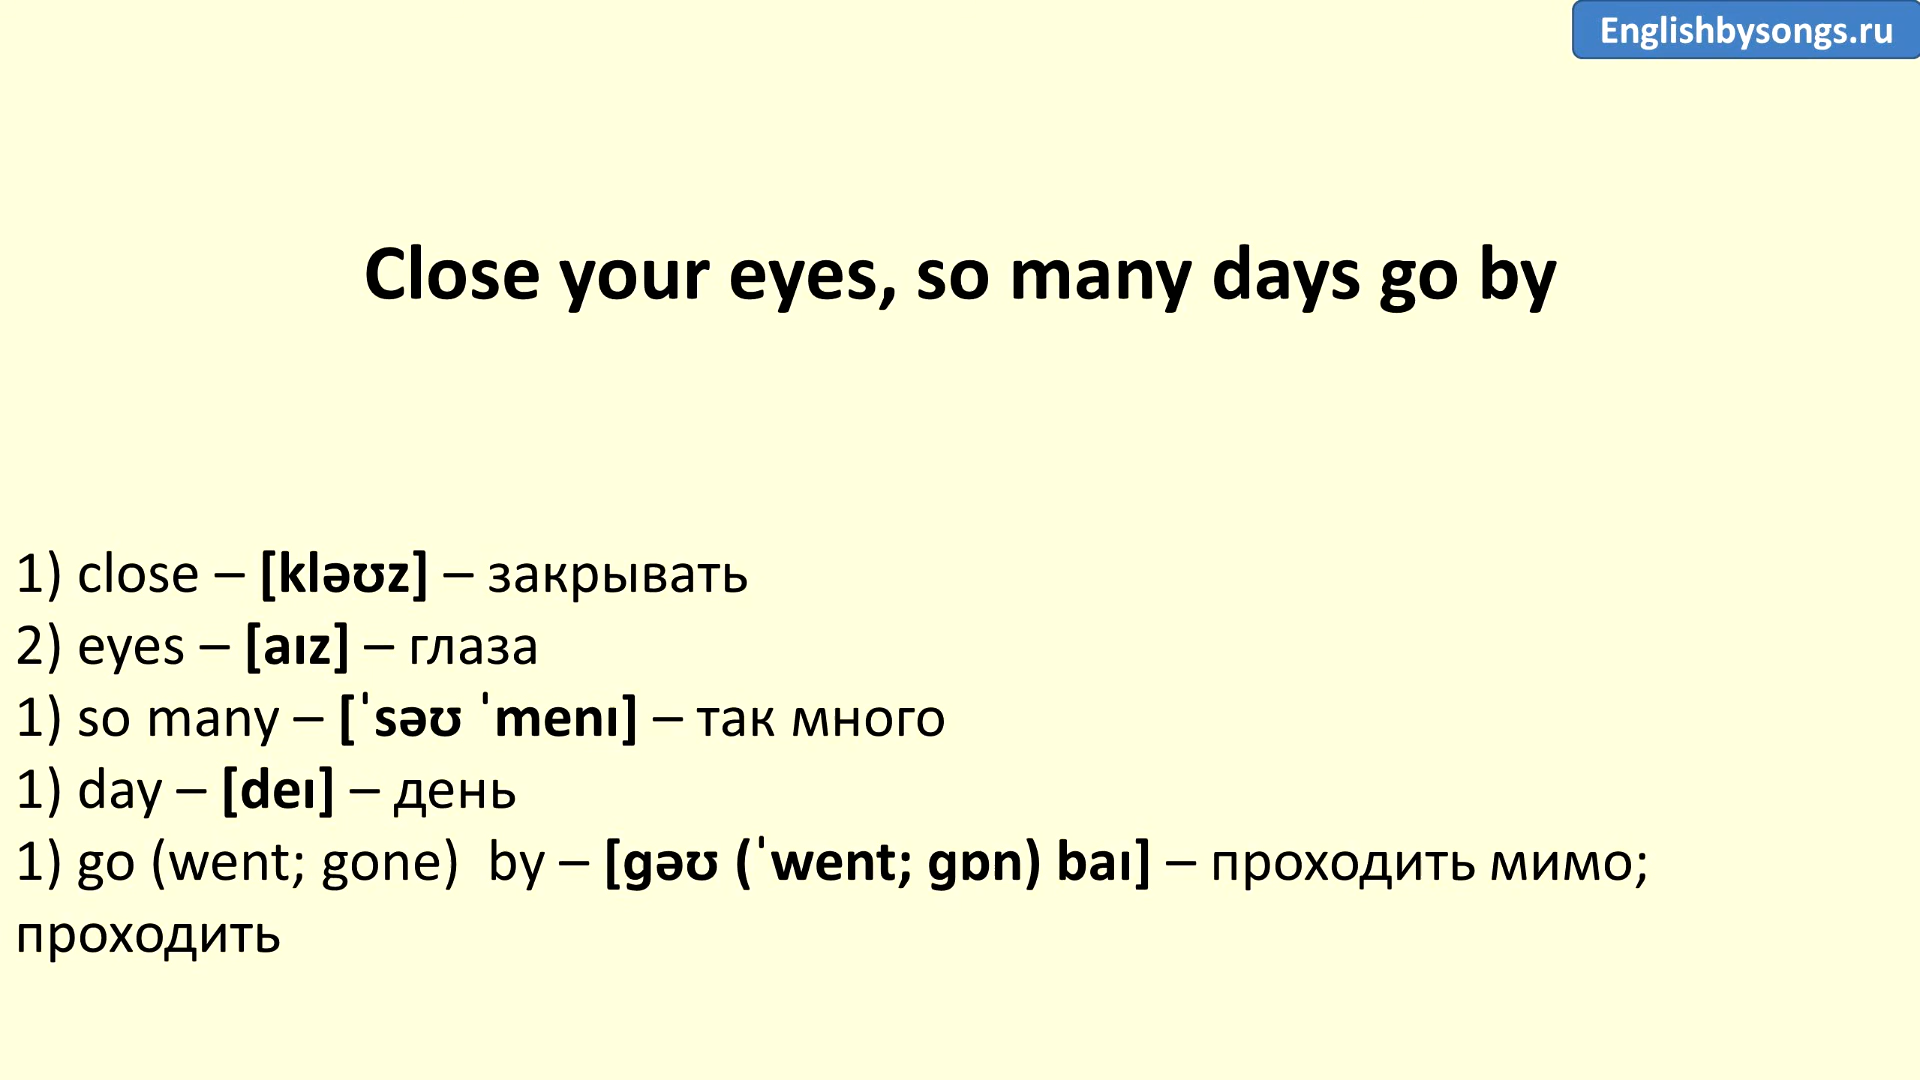 Englishbysongs.ru
Close your eyes, so many days go by
1) close – [kləʊz] – закрывать
2) eyes – [aɪz] – глаза
1) so many – [ˈsəʊ ˈmenɪ] – так много
1) day – [deɪ] – день
1) go (went; gone)  by – [ɡəʊ (ˈwent; ɡɒn) baɪ] – проходить мимо;
проходить